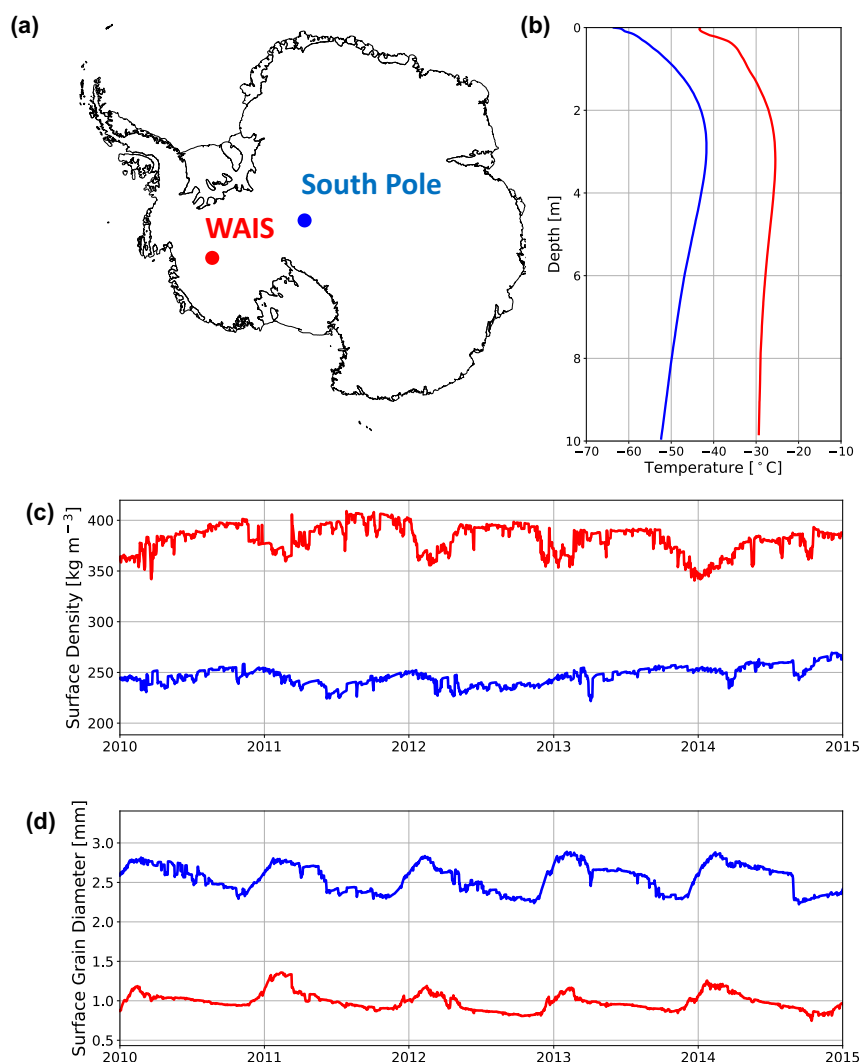 (a)
South Pole
WAIS
(b)
0
2
4
6
8
10
Depth [m]
−70 −60 −50 −40 −30 −20 −10
Temperature [°C]
(c)
400
350
300
250
200
Surface Density [kg m−3]
2010 2011 2012 2013 2014 2015
(d)
3.0
2.5
2.0
1.5
1.0
0.5
Surface Grain Diameter [mm]
2010 2011 2012 2013 2014 2015